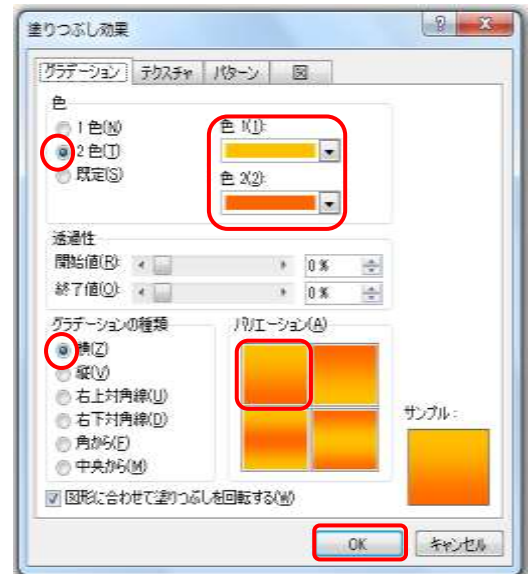 塗りつぶし効果
グラデーション テクスチャ パターン 図
色
1 色(N)
2 色(T)
既定(S)
色 1(1):
色 2(2):
透過性
開始値(R): 0 %
終了値(O): 0 %
グラデーションの種類
横(Z)
縦(V)
右上対角線(U)
右下対角線(D)
角から(F)
中央から(M)
バリエーション(A)
サンプル:
図形に合わせて塗りつぶしを回転する(W)
OK キャンセル